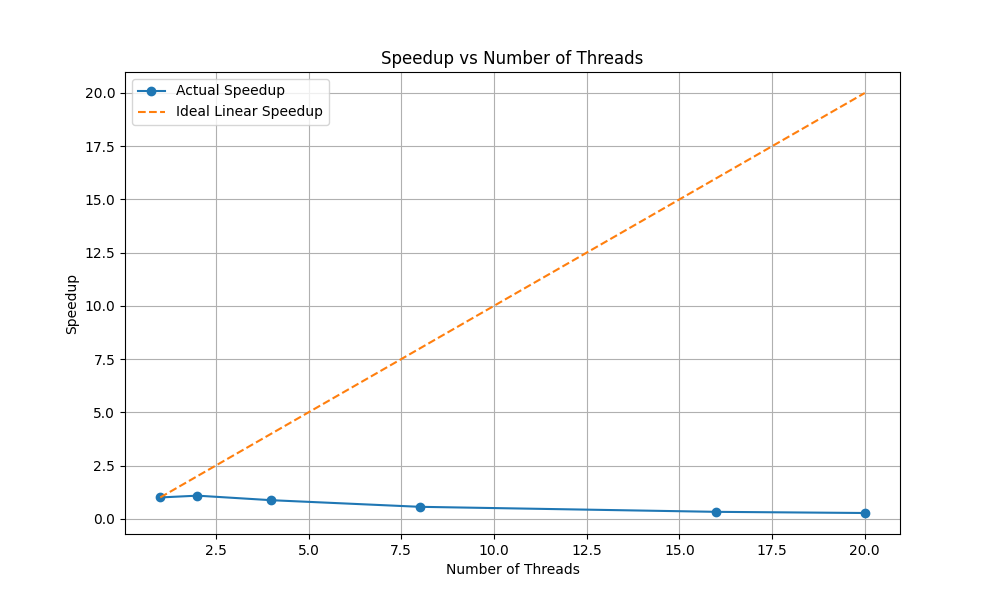 Speedup vs Number of Threads
Actual Speedup
Ideal Linear Speedup
Speedup
20.0
17.5
15.0
12.5
10.0
7.5
5.0
2.5
0.0
2.5 5.0 7.5 10.0 12.5 15.0 17.5 20.0
Number of Threads